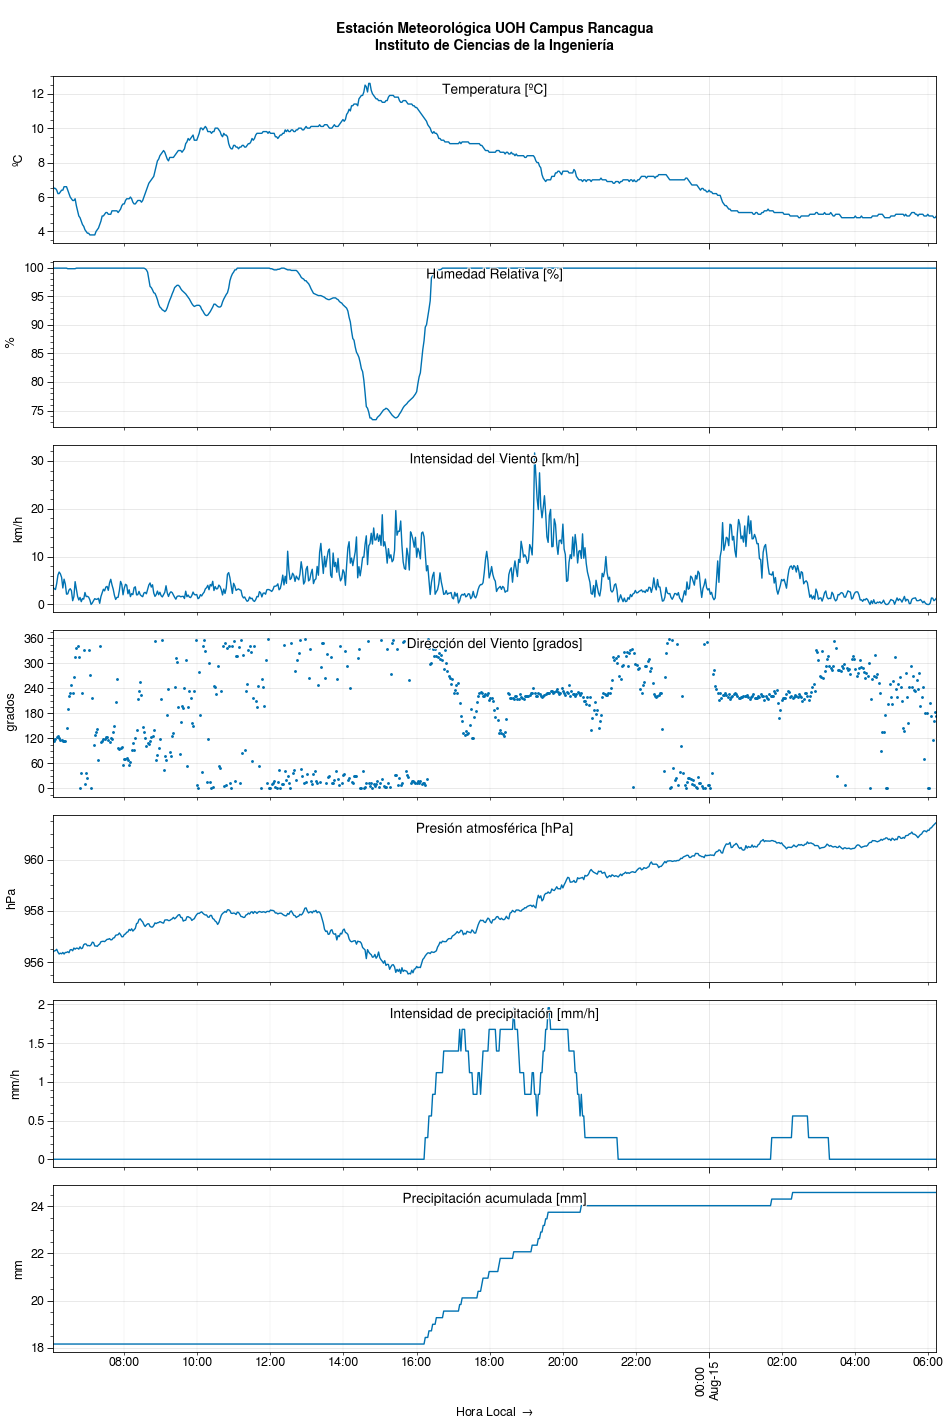 Estación Meteorológica UOH Campus Rancagua
Instituto de Ciencias de la Ingeniería
Temperatura [ºC]
12
10
8
6
4
ºC
Humedad Relativa [%]
100
95
90
85
80
75
%
Intensidad del Viento [km/h]
30
20
10
0
km/h
Dirección del Viento [grados]
360
300
240
180
120
60
0
grados
Presión atmosférica [hPa]
960
958
956
hPa
Intensidad de precipitación [mm/h]
2
1.5
1
0.5
0
mm/h
Precipitación acumulada [mm]
24
22
20
18
mm
08:00 10:00 12:00 14:00 16:00 18:00 20:00 22:00 00:00 02:00 04:00 06:00
Aug-15
Hora Local →